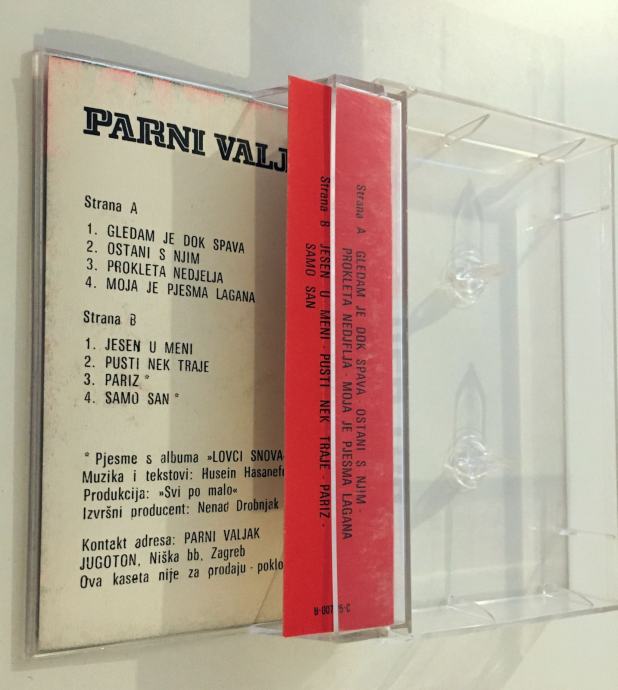 PARNI
Strana A
1. GLEDAM JE DOK SPAVA
2. OSTANI S NJIM
3. PROKLETA NEDJELJA
4. MOJA JE PJESMA LAGANA
Strana B
1. JESEN U MENI
2. PUSTI NEK TRAJE
3. PARIZ *
4. SAMO SAN *
* Pjesme s albuma »LOVCI SNOVA
Muzika i tekstovi: Husein
Produkcija: »Svi po malo«
Izvršni producent: Nenad Drobnjak
Kontakt adresa: PARNI VALJAK
JUGOTON, Niška bb, Zagreb
Ova kaseta nije za prodaju -
Strana A GLEDAM JE DOK SPAVA · OSTANI S NJIM ·
PROKLETA NEDJELJA · MOJA JE PJESMA LAGANA
Strana B JESEN U MENI · PUSTI NEK TRAJE · PARIZ ·
SAMO SAN